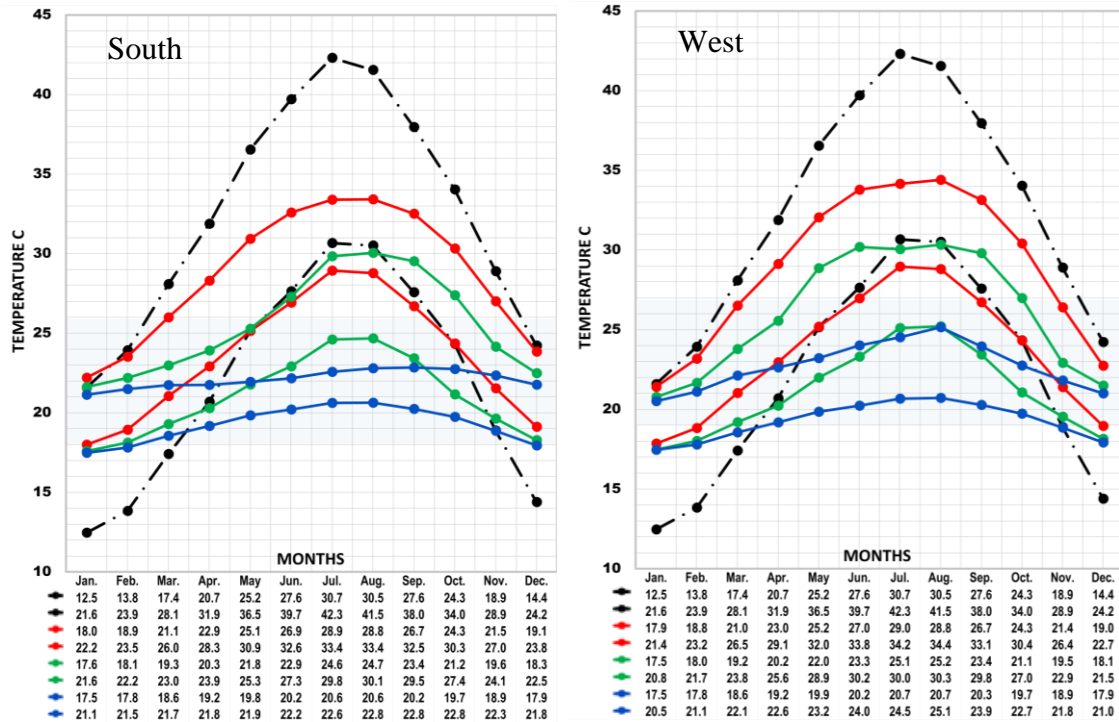 South
45
40
35
30
25
20
15
10
TEMPERATURE C
MONTHS
Jan. Feb. Mar. Apr. May Jun. Jul. Aug. Sep. Oct. Nov. Dec.
12.5 13.8 17.4 20.7 25.2 27.6 30.7 30.5 27.6 24.3 18.9 14.4
21.6 23.9 28.1 31.9 36.5 39.7 42.3 41.5 38.0 34.0 28.9 24.2
18.0 18.9 21.1 22.9 25.1 26.9 28.9 28.8 26.7 24.3 21.5 19.1
22.2 23.5 26.0 28.3 30.9 32.6 33.4 33.4 32.5 30.3 27.0 23.8
17.6 18.1 19.3 20.3 21.8 22.9 24.6 24.7 23.4 21.2 19.6 18.3
21.6 22.2 23.0 23.9 25.3 27.3 29.8 30.1 29.5 27.4 24.1 22.5
17.5 17.8 18.6 19.2 19.8 20.2 20.6 20.6 20.2 19.7 18.9 17.9
21.1 21.5 21.7 21.8 21.9 22.2 22.6 22.8 22.8 22.8 22.3 21.8
West
45
40
35
30
25
20
15
10
TEMPERATURE C
MONTHS
Jan. Feb. Mar. Apr. May Jun. Jul. Aug. Sep. Oct. Nov. Dec.
12.5 13.8 17.4 20.7 25.2 27.6 30.7 30.5 27.6 24.3 18.9 14.4
21.6 23.9 28.1 31.9 36.5 39.7 42.3 41.5 38.0 34.0 28.9 24.2
17.9 18.8 21.0 23.0 25.2 27.0 29.0 28.8 26.7 24.3 21.4 19.0
21.4 23.2 26.5 29.1 32.0 33.8 34.2 34.4 33.1 30.4 26.4 22.7
17.5 18.0 19.2 20.2 22.0 23.3 25.1 25.2 23.4 21.1 19.5 18.1
20.8 21.7 23.8 25.6 28.9 30.2 30.0 30.3 29.8 27.0 22.9 21.5
17.5 17.8 18.6 19.2 19.9 20.2 20.7 20.7 20.3 19.7 18.9 17.9
20.5 21.1 22.1 22.6 23.2 24.0 24.5 25.1 23.9 22.7 21.8 21.0